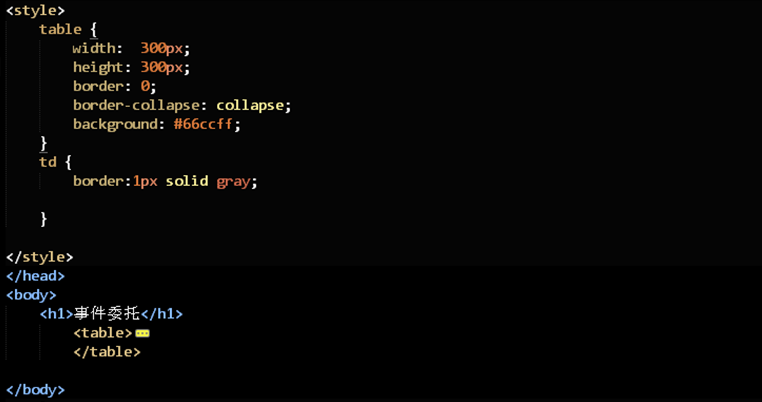 <style>
table {
width: 300px;
height: 300px;
border: 0;
border-collapse: collapse;
background: #66ccff;
}
td {
border:1px solid gray;
}
</style>
</head>
<body>
<h1>事件委托</h1>
<table>
</table>
</body>